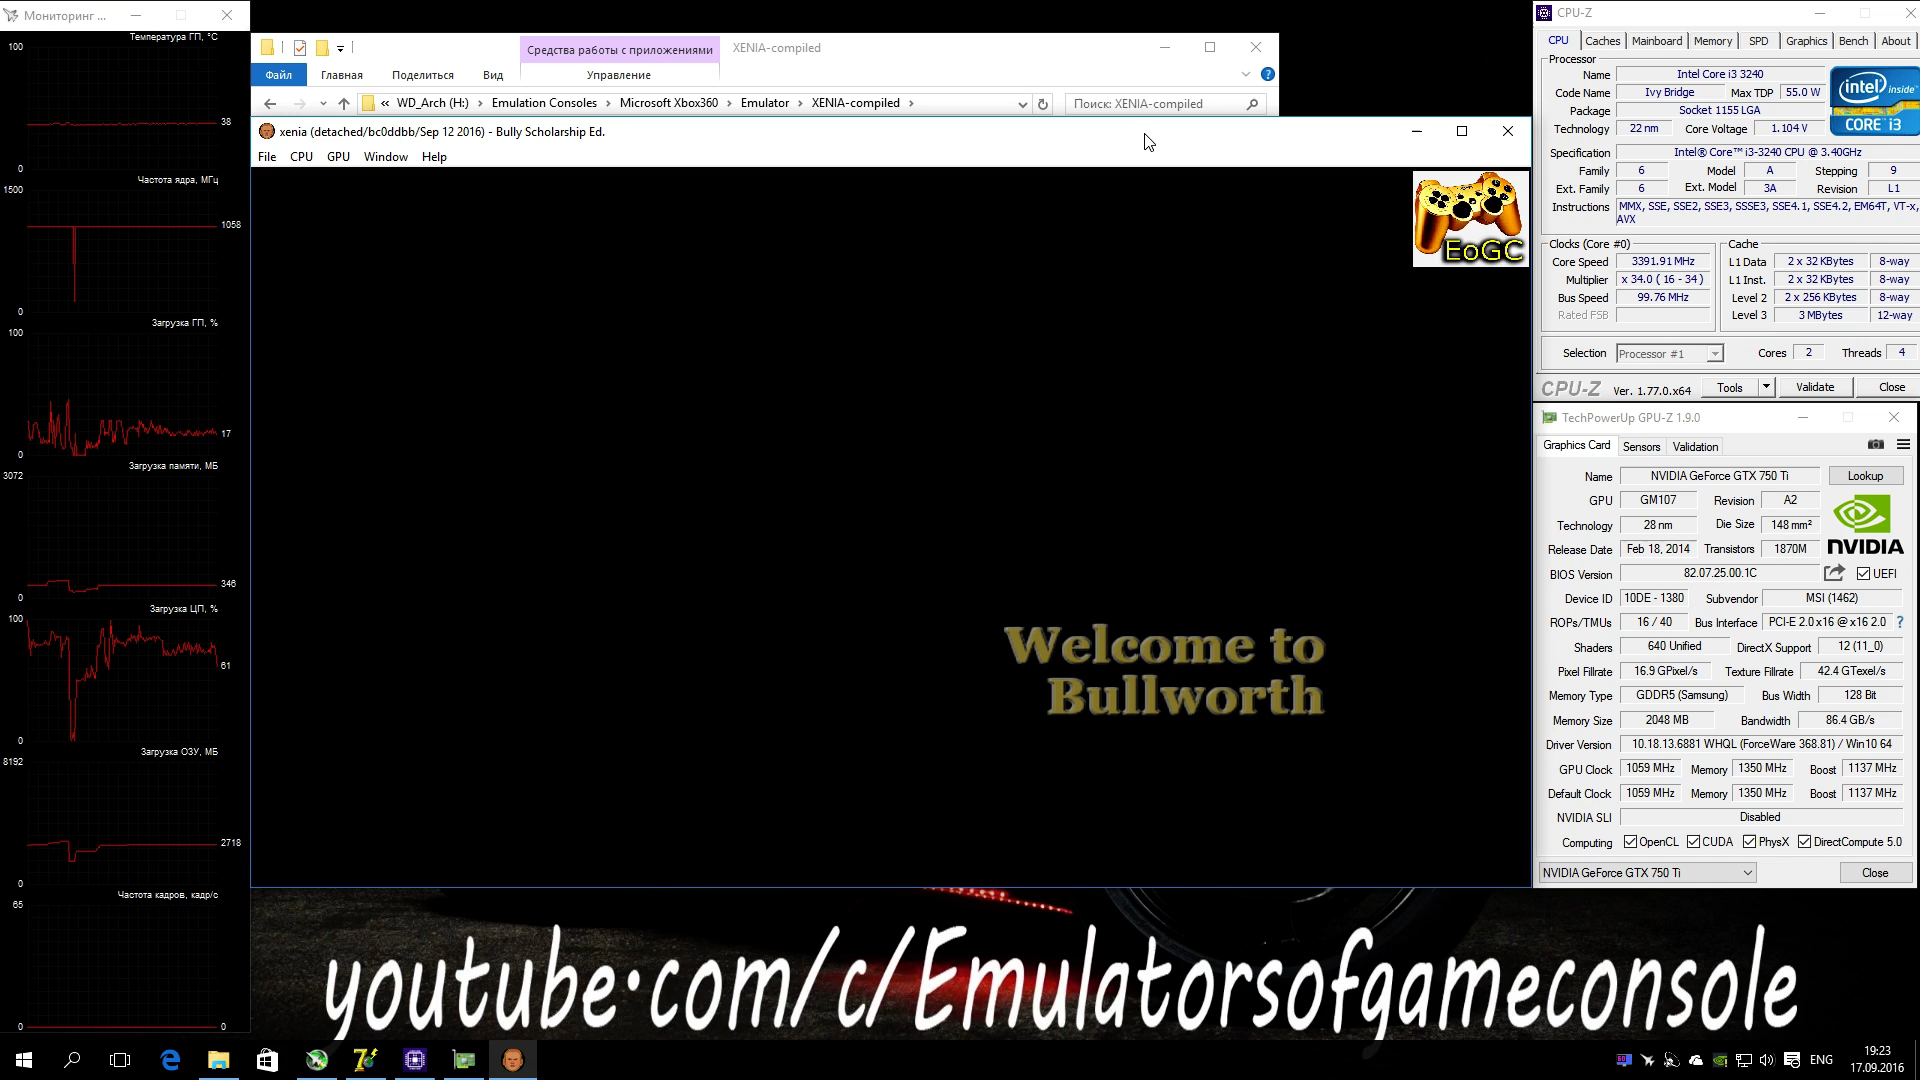 Мониторинг ...
Температура ГП, °C
100
38
0
Частота ядра, МГц
1500
1058
0
Загрузка ГП, %
100
17
0
Загрузка памяти, МБ
3072
346
0
Загрузка ЦП, %
100
61
0
Загрузка ОЗУ, МБ
8192
2718
0
Частота кадров, кадр/с
65
0
0
Средства работы с приложениями
XENIA-compiled
Файл
Главная
Поделиться
Вид
Управление
« WD_Arch (H:) > Emulation Consoles > Microsoft Xbox360 > Emulator > XENIA-compiled >
Поиск: XENIA-compiled
xenia (detached/bc0ddbb/Sep 12 2016) - Bully Scholarship Ed.
File CPU GPU Window Help
EoGC
Welcome to
Bullworth
CPU-Z
CPU Caches Mainboard Memory SPD Graphics Bench About
Processor
Name Intel Core i3 3240
Code Name Ivy Bridge Max TDP 55.0 W
Package Socket 1155 LGA
Technology 22 nm Core Voltage 1.104 V
intel inside™
CORE i3
Specification Intel® Core™ i3-3240 CPU @ 3.40GHz
Family 6 Model A Stepping 9
Ext. Family 6 Ext. Model 3A Revision L1
Instructions MMX, SSE, SSE2, SSE3, SSSE3, SSE4.1, SSE4.2, EM64T, VT-x,
AVX
Clocks (Core #0)
Core Speed 3391.91 MHz
Multiplier x 34.0 ( 16 - 34 )
Bus Speed 99.76 MHz
Rated FSB
Cache
L1 Data 2 x 32 KBytes 8-way
L1 Inst. 2 x 32 KBytes 8-way
Level 2 2 x 256 KBytes 8-way
Level 3 3 MBytes 12-way
Selection Processor #1 Cores 2 Threads 4
CPU-Z Ver. 1.77.0.x64 Tools Validate Close
TechPowerUp GPU-Z 1.9.0
Graphics Card Sensors Validation
Name NVIDIA GeForce GTX 750 Ti Lookup
GPU GM107 Revision A2
Technology 28 nm Die Size 148 mm²
Release Date Feb 18, 2014 Transistors 1870M
NVIDIA
BIOS Version 82.07.25.00.1C UEFI
Device ID 10DE - 1380 Subvendor MSI (1462)
ROPs/TMUs 16 / 40 Bus Interface PCI-E 2.0 x16 @ x16 2.0 ?
Shaders 640 Unified DirectX Support 12 (11_0)
Pixel Fillrate 16.9 GPixel/s Texture Fillrate 42.4 GTexel/s
Memory Type GDDR5 (Samsung) Bus Width 128 Bit
Memory Size 2048 MB Bandwidth 86.4 GB/s
Driver Version 10.18.13.6881 WHQL (ForceWare 368.81) / Win10 64
GPU Clock 1059 MHz Memory 1350 MHz Boost 1137 MHz
Default Clock 1059 MHz Memory 1350 MHz Boost 1137 MHz
NVIDIA SLI Disabled
Computing OpenCL CUDA PhysX DirectCompute 5.0
NVIDIA GeForce GTX 750 Ti Close
youtube.com/c/Emulatorsofgameconsole
60
ENG
19:23
17.09.2016